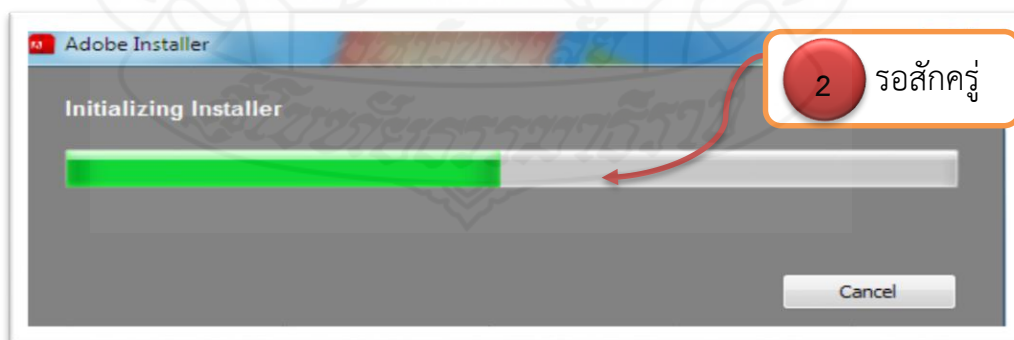 Adobe Installer
2 รอสักครู่
Initializing Installer
Cancel